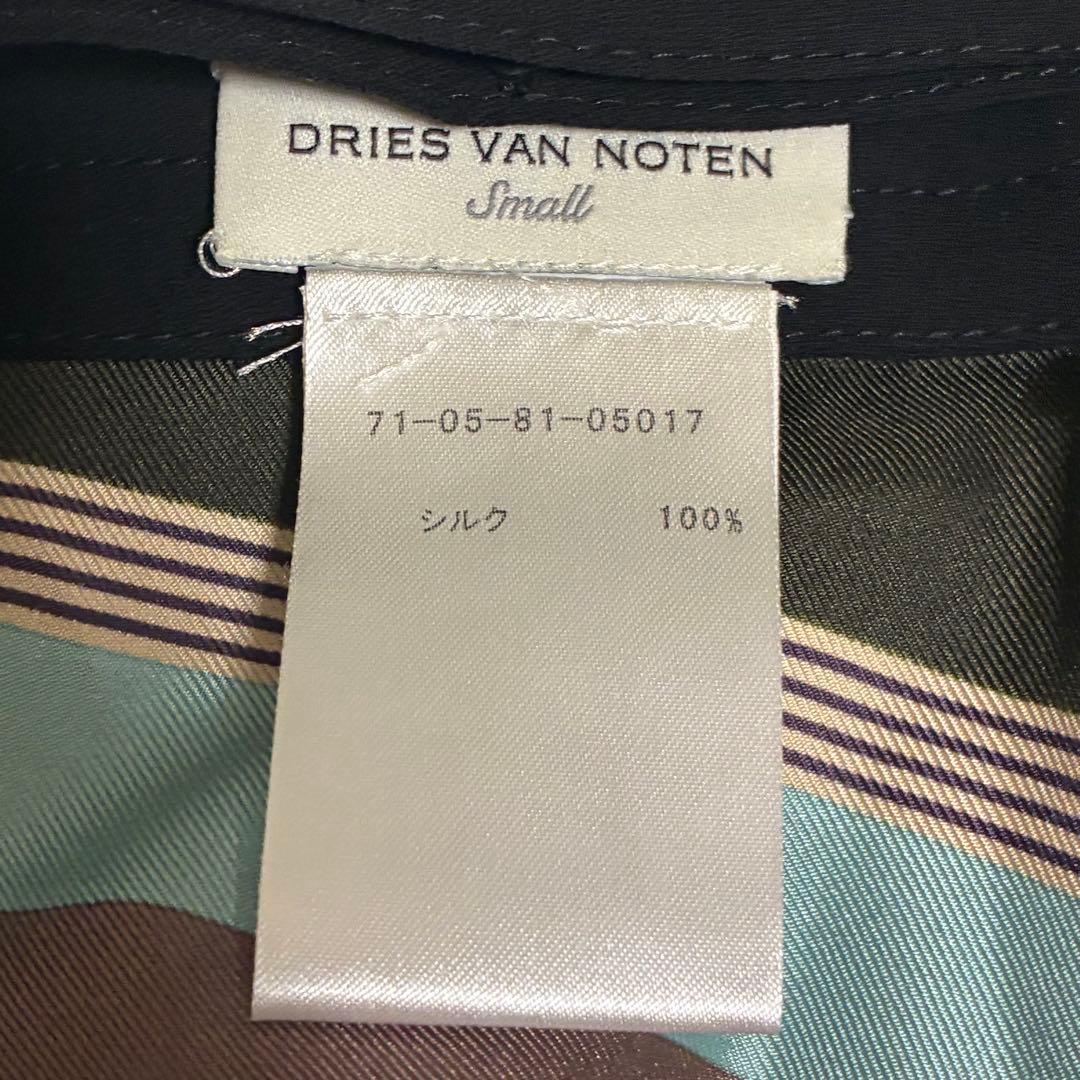 DRIES VAN NOTEN
Small
71-05-81-05017
シルク 100%